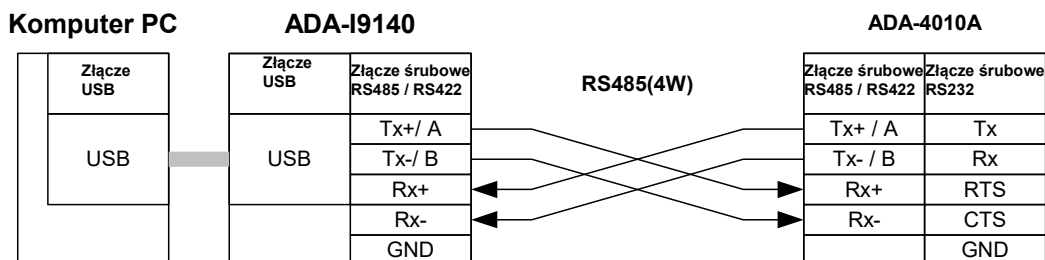 Komputer PC
ADA-I9140
ADA-4010A
Złącze
USB
Złącze
USB
Złącze śrubowe
RS485 / RS422
RS485(4W)
Złącze śrubowe
RS485 / RS422
Złącze śrubowe
RS232
USB
USB
Tx+/ A
Tx-/ B
Rx+
Rx-
GND
Tx+ / A
Tx- / B
Rx+
Rx-
Tx
Rx
RTS
CTS
GND